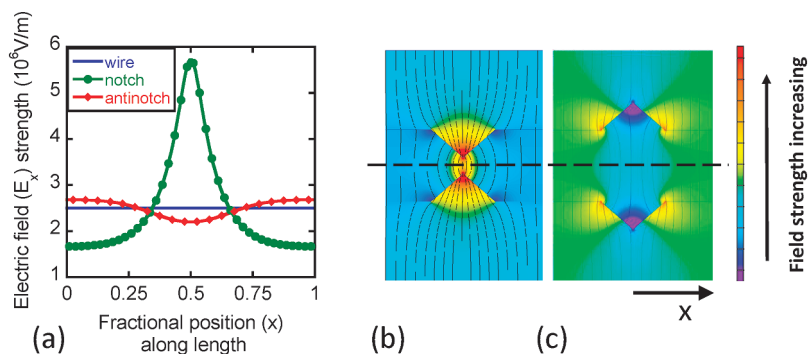 Electric field (Eₓ) strength (10⁶V/m)
6
5
4
3
2
1
wire
notch
antinotch
0
0.25
0.5
0.75
1
Fractional position (x)
along length
(a)
(b)
(c)
x
Field strength increasing